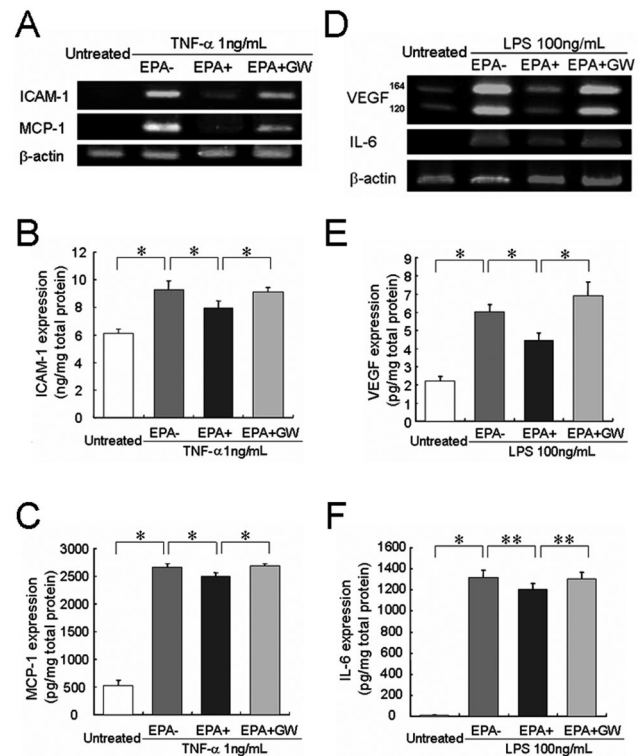 A
TNF-α 1ng/mL
Untreated EPA- EPA+ EPA+GW
ICAM-1
MCP-1
β-actin
D
LPS 100ng/mL
Untreated EPA- EPA+ EPA+GW
VEGF 164
120
IL-6
β-actin
B
* * *
ICAM-1 expression
(ng/mg total protein)
12
10
8
6
4
2
0
Untreated EPA- EPA+ EPA+GW
TNF-α 1ng/mL
E
* * *
VEGF expression
(pg/mg total protein)
9
8
7
6
5
4
3
2
1
0
Untreated EPA- EPA+ EPA+GW
LPS 100ng/mL
C
* * *
MCP-1 expression
(pg/mg total protein)
3000
2500
2000
1500
1000
500
0
Untreated EPA- EPA+ EPA+GW
TNF-α 1ng/mL
F
* ** **
IL-6 expression
(pg/mg total protein)
1600
1400
1200
1000
800
600
400
200
0
Untreated EPA- EPA+ EPA+GW
LPS 100ng/mL